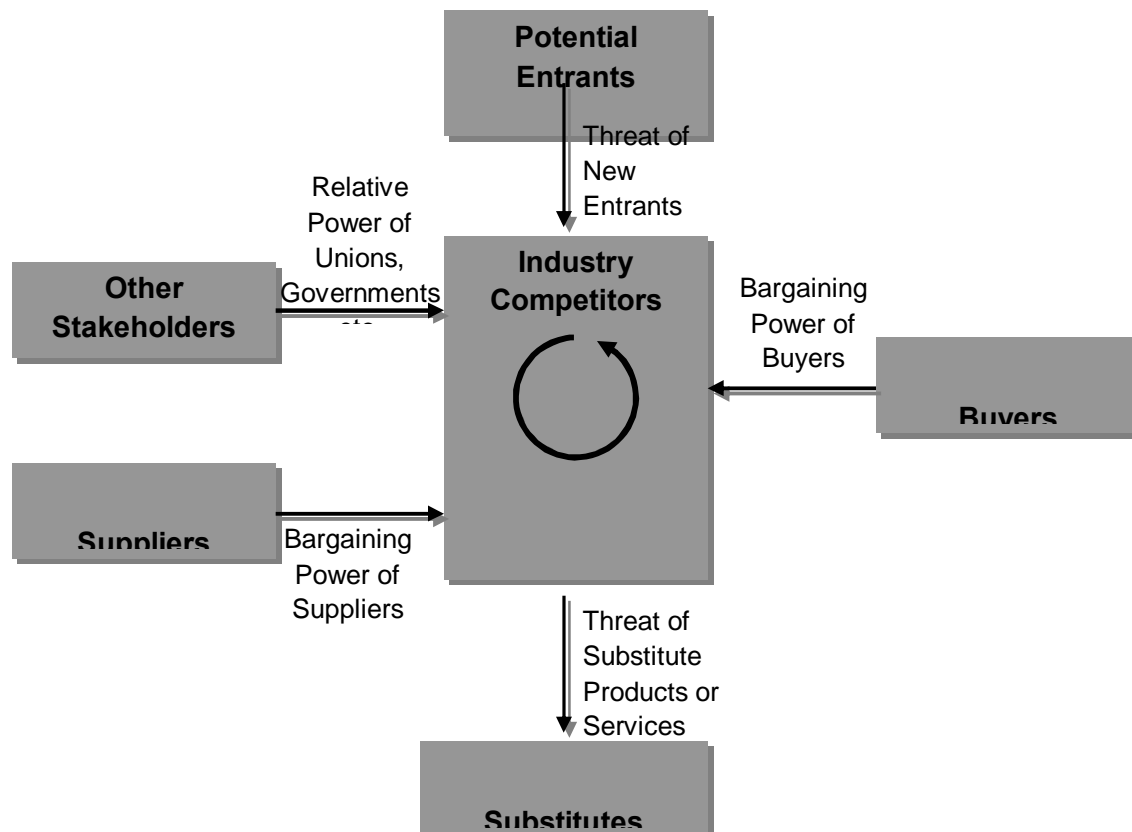 Potential
Entrants
Threat of
New
Entrants
Relative
Power of
Unions,
Governments
etc.
Other
Stakeholders
Industry
Competitors
Bargaining
Power of
Buyers
Buyers
Suppliers
Bargaining
Power of
Suppliers
Threat of
Substitute
Products or
Services
Substitutes